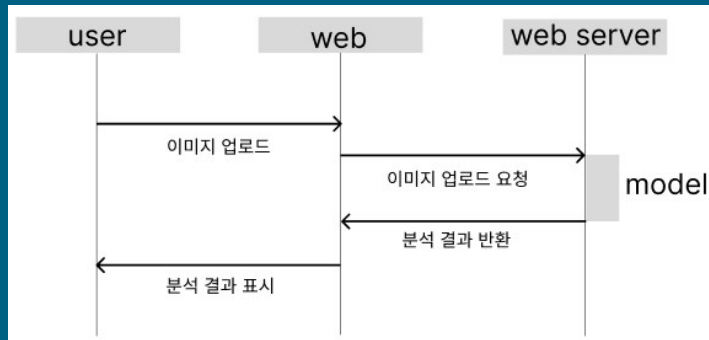 user
web
web server
이미지 업로드
이미지 업로드 요청
model
분석 결과 반환
분석 결과 표시